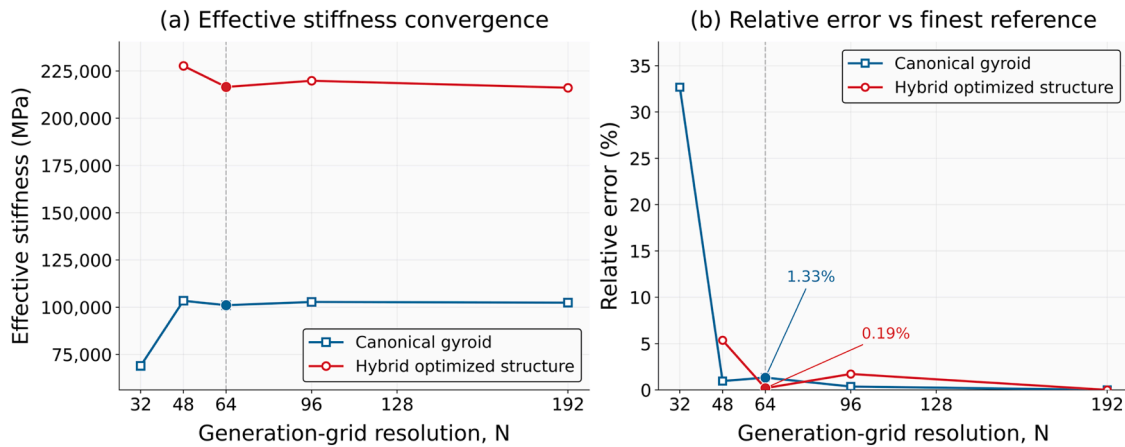 (a) Effective stiffness convergence
Effective stiffness (MPa)
225,000
200,000
175,000
150,000
125,000
100,000
75,000
32 48 64 96 128 192
Generation-grid resolution, N
Canonical gyroid
Hybrid optimized structure
(b) Relative error vs finest reference
Relative error (%)
35
30
25
20
15
10
5
0
32 48 64 96 128 192
Generation-grid resolution, N
Canonical gyroid
Hybrid optimized structure
1.33%
0.19%